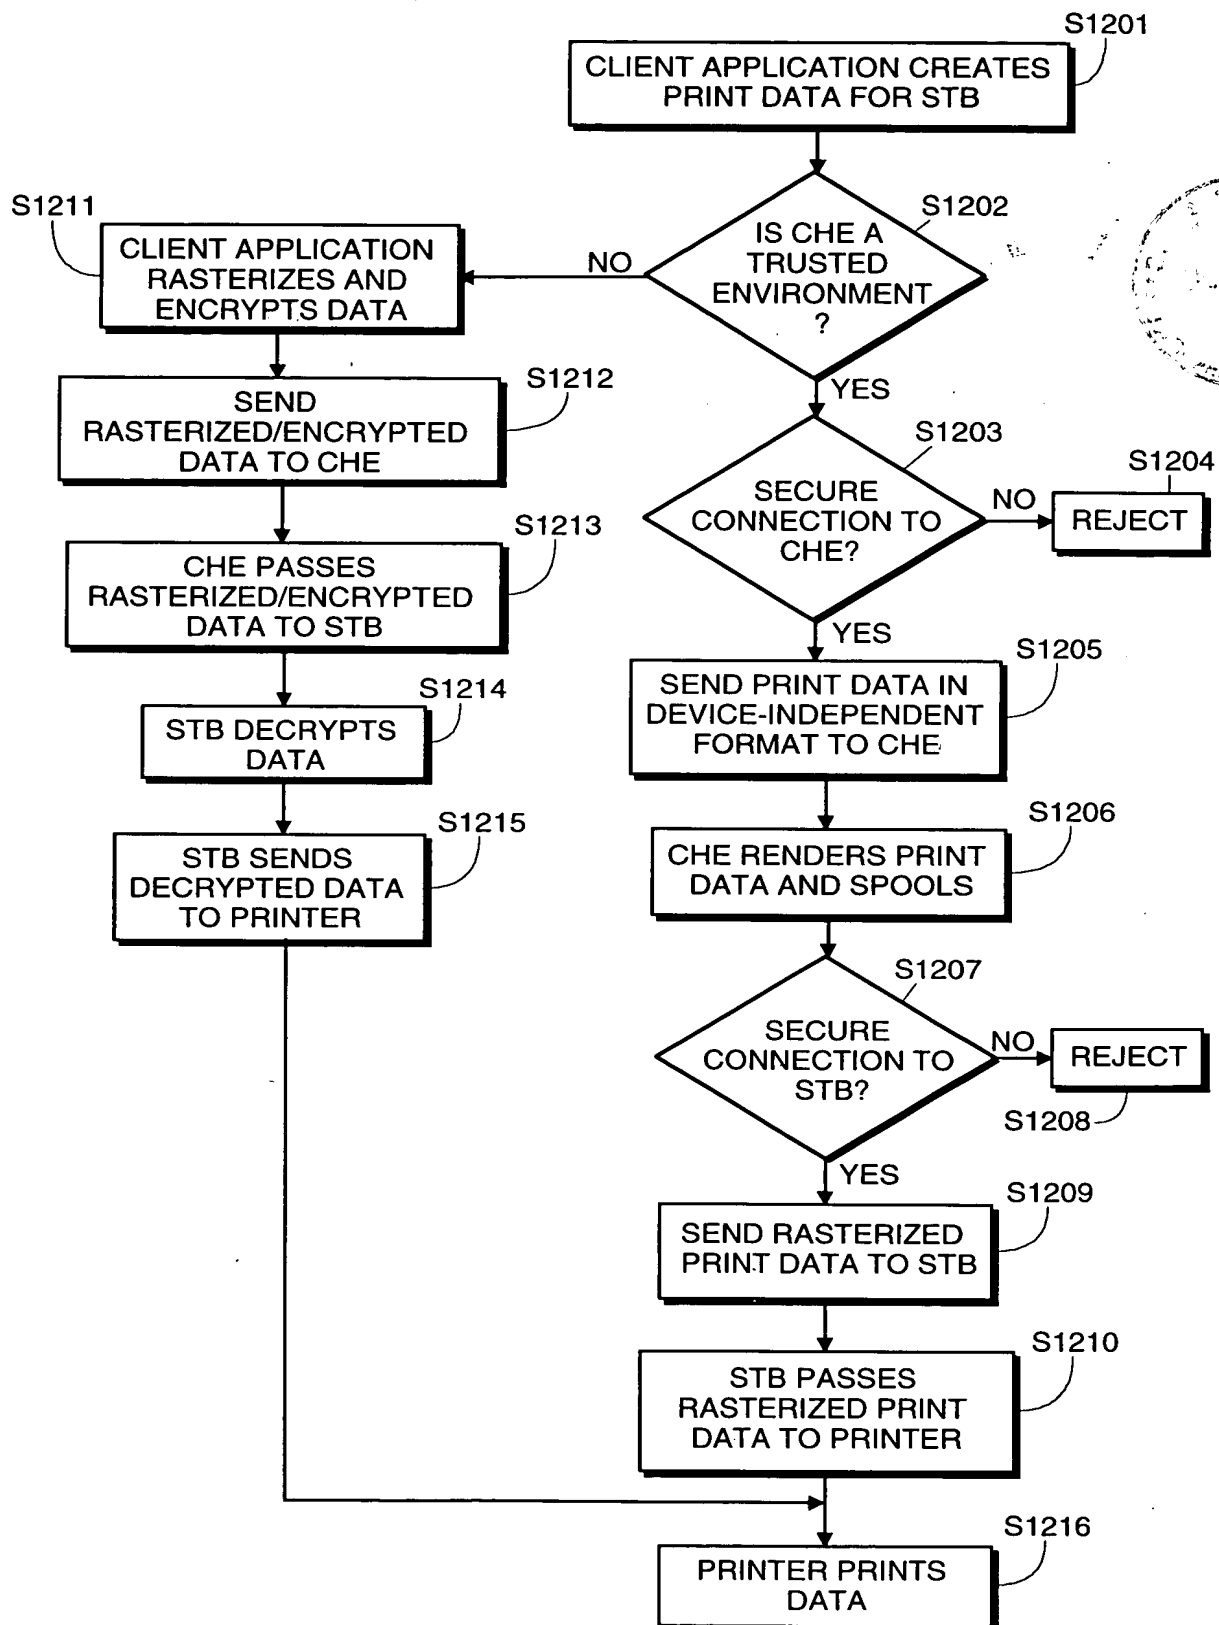 S1201
CLIENT APPLICATION CREATES
PRINT DATA FOR STB
S1202
IS CHE A
TRUSTED
ENVIRONMENT
?
NO
YES
S1211
CLIENT APPLICATION
RASTERIZES AND
ENCRYPTS DATA
S1212
SEND
RASTERIZED/ENCRYPTED
DATA TO CHE
S1213
CHE PASSES
RASTERIZED/ENCRYPTED
DATA TO STB
S1214
STB DECRYPTS
DATA
S1215
STB SENDS
DECRYPTED DATA
TO PRINTER
S1203
SECURE
CONNECTION TO
CHE?
NO
S1204
REJECT
YES
S1205
SEND PRINT DATA IN
DEVICE-INDEPENDENT
FORMAT TO CHE
S1206
CHE RENDERS PRINT
DATA AND SPOOLS
S1207
SECURE
CONNECTION TO
STB?
NO
REJECT
S1208
YES
S1209
SEND RASTERIZED
PRINT DATA TO STB
S1210
STB PASSES
RASTERIZED PRINT
DATA TO PRINTER
S1216
PRINTER PRINTS
DATA